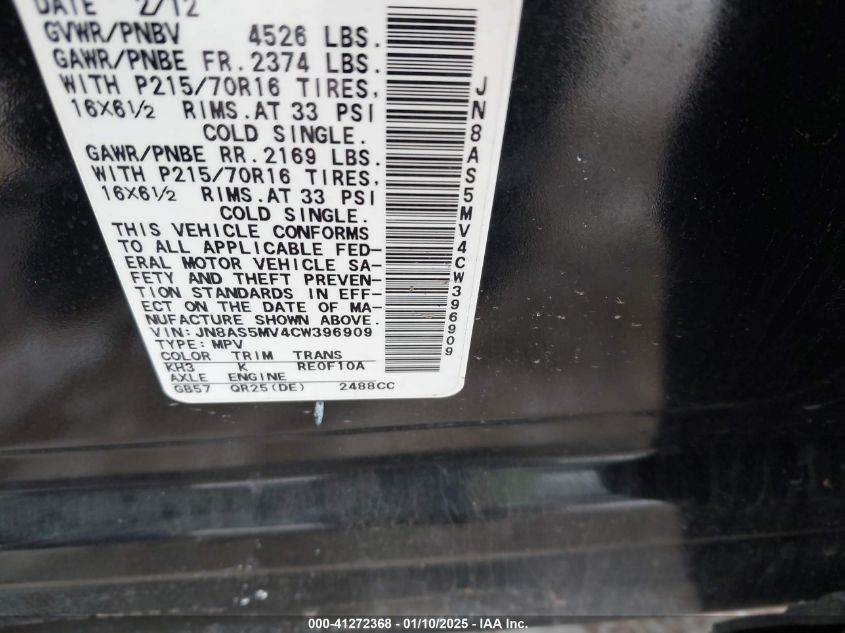 DATE 2/12
GVWR/PNBV 4526 LBS.
GAWR/PNBE FR. 2374 LBS.
WITH P215/70R16 TIRES,
16X6½ RIMS. AT 33 PSI
COLD SINGLE.
GAWR/PNBE RR. 2169 LBS.
WITH P215/70R16 TIRES,
16X6½ RIMS. AT 33 PSI
COLD SINGLE.
THIS VEHICLE CONFORMS
TO ALL APPLICABLE FED-
ERAL MOTOR VEHICLE SA-
FETY AND THEFT PREVEN-
TION STANDARDS IN EFF-
ECT ON THE DATE OF MA-
NUFACTURE SHOWN ABOVE.
VIN: JN8AS5MV4CW396909
TYPE: MPV
COLOR TRIM TRANS
KH3 K RE0F10A
AXLE ENGINE
GB57 QR25(DE) 2488CC
JN8AS5MV4CW396909
000-41272368 - 01/10/2025 - IAA, Inc.